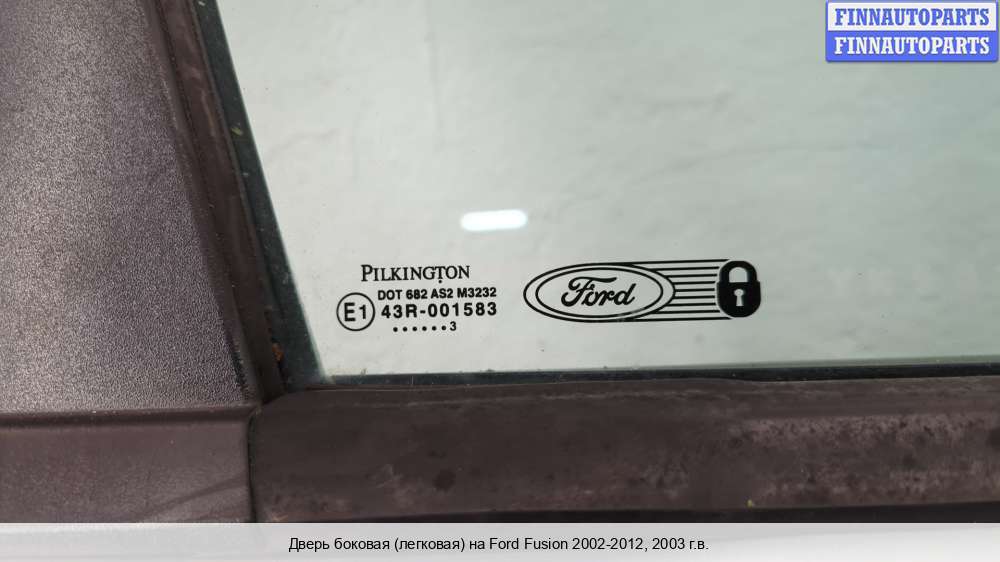 FINNAUTOPARTS
FINNAUTOPARTS
PILKINGTON
DOT 682 AS2 M3232
E1 43R-001583
......3
Ford
Дверь боковая (легковая) на Ford Fusion 2002-2012, 2003 г.в.